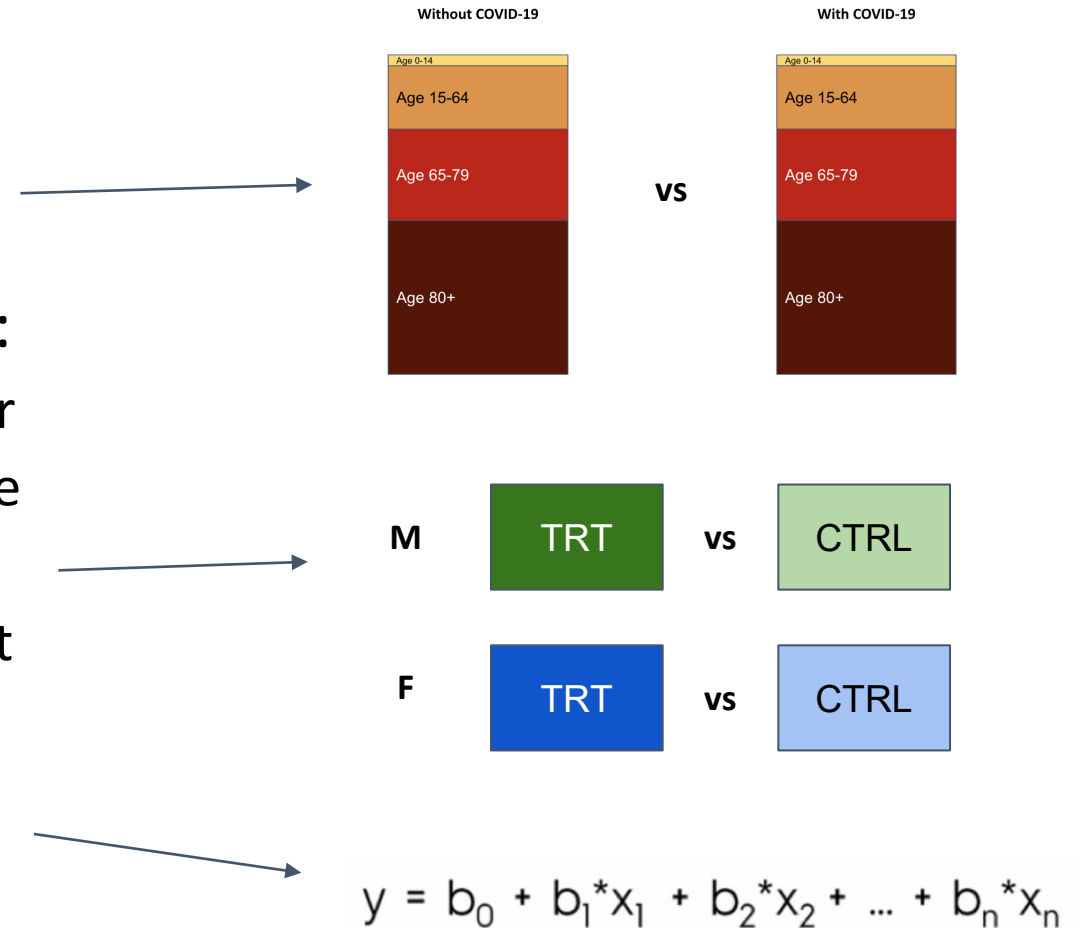 Without COVID-19
With COVID-19
Age 0-14
Age 0-14
Age 15-64
Age 15-64
Age 65-79
vs
Age 65-79
Age 80+
Age 80+
:
r
e
M
TRT
vs
CTRL
t
F
TRT
vs
CTRL
y = b₀ + b₁*x₁ + b₂*x₂ + ... + bₙ*xₙ